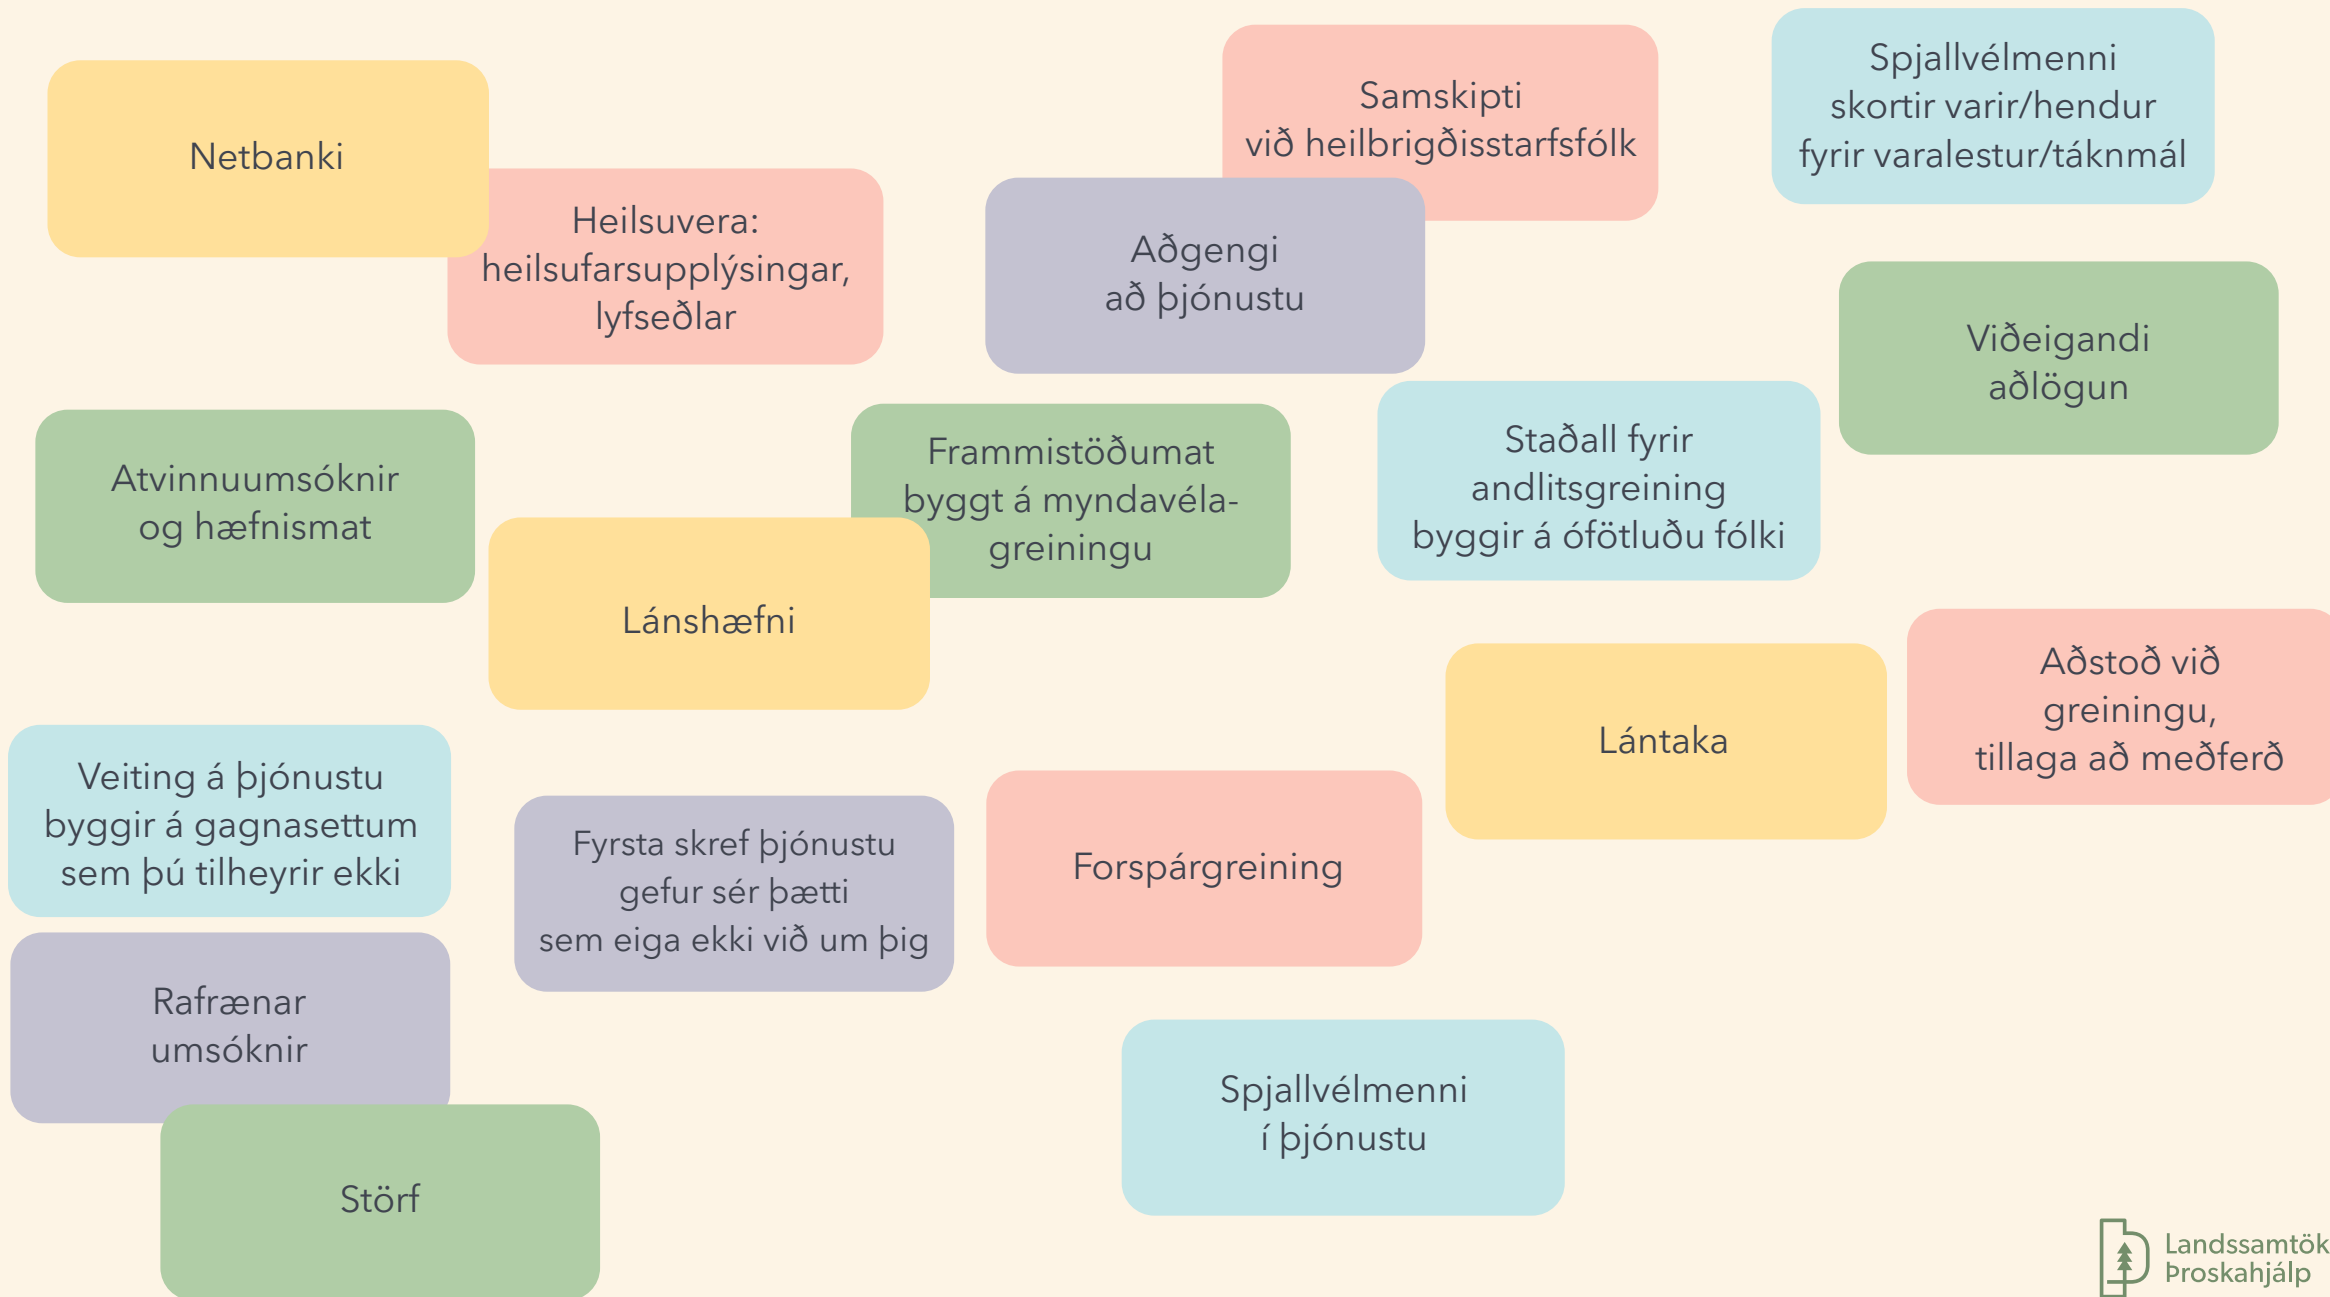 Netbanki
Heilsuvera:
heilsufarsupplýsingar,
lyfseðlar
Samskipti
við heilbrigðisstarfsfólk
Aðgengi
að þjónustu
Spjallvélmenni
skortir varir/hendur
fyrir varalestur/táknmál
Viðeigandi
aðlögun
Atvinnuumsóknir
og hæfnismat
Frammistöðumat
byggt á myndavéla-
greiningu
Staðall fyrir
andlitsgreining
byggir á ófötluðu fólki
Lánshæfni
Lántaka
Aðstoð við
greiningu,
tillaga að meðferð
Veiting á þjónustu
byggir á gagnasettum
sem þú tilheyrir ekki
Fyrsta skref þjónustu
gefur sér þætti
sem eiga ekki við um þig
Forspárgreining
Rafrænar
umsóknir
Spjallvélmenni
í þjónustu
Störf
Landssamtök
Þroskahjálp